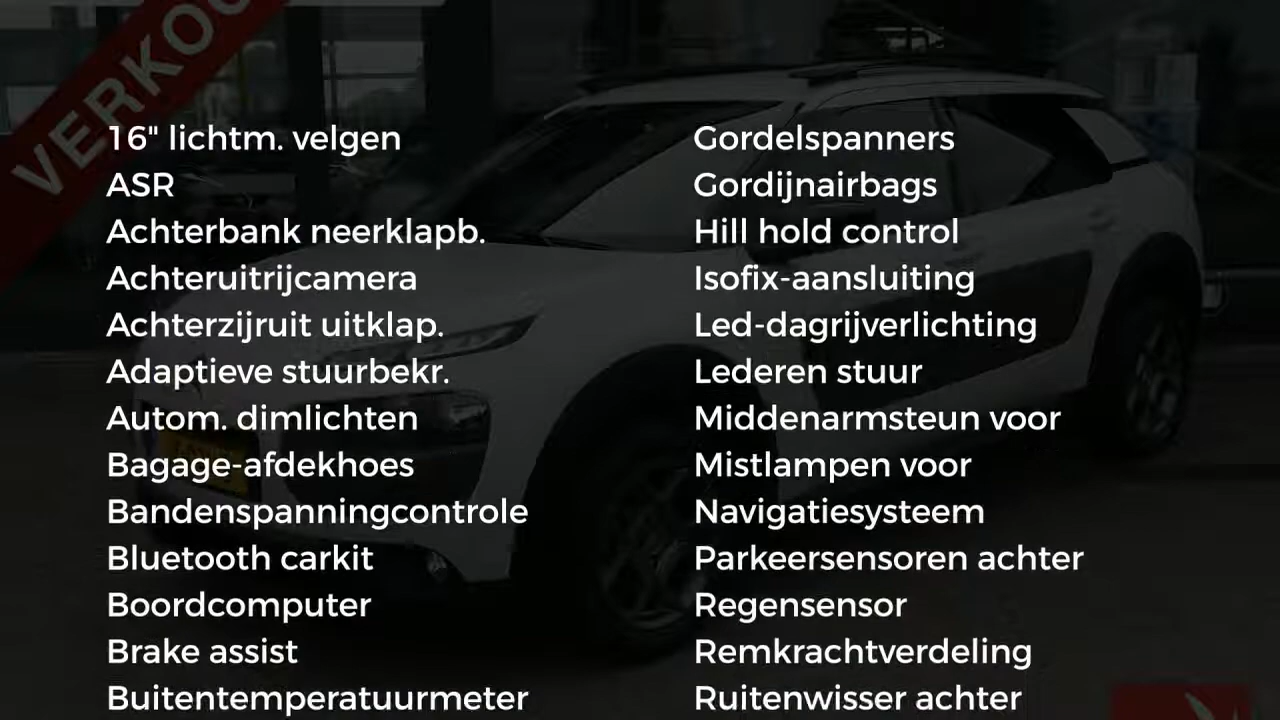 VERKO
16" lichtm. velgen
ASR
Achterbank neerklapb.
Achteruitrijcamera
Achterzijruit uitklap.
Adaptieve stuurbekr.
Autom. dimlichten
Bagage-afdekhoes
Bandenspanningcontrole
Bluetooth carkit
Boordcomputer
Brake assist
Buitentemperatuurmeter
Gordelspanners
Gordijnairbags
Hill hold control
Isofix-aansluiting
Led-dagrijverlichting
Lederen stuur
Middenarmsteun voor
Mistlampen voor
Navigatiesysteem
Parkeersensoren achter
Regensensor
Remkrachtverdeling
Ruitenwisser achter